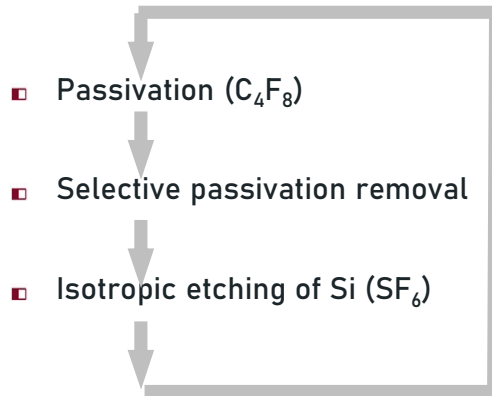 Passivation (C₄F₈)
Selective passivation removal
Isotropic etching of Si (SF₆)